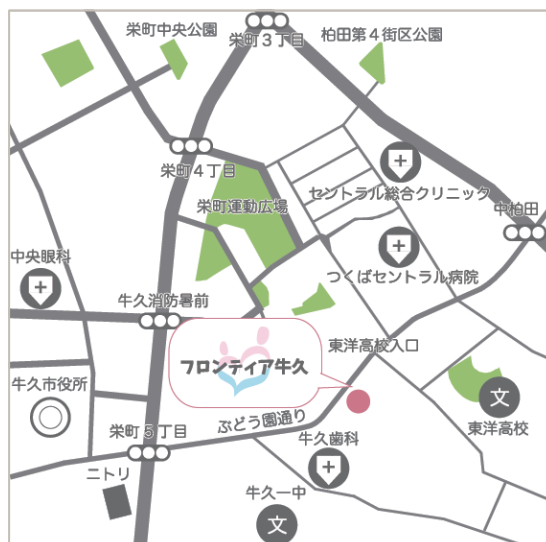 栄町中央公園
栄町3丁目
柏田第4街区公園
栄町4丁目
セントラル総合クリニック
栄町運動広場
中柏田
中央眼科
つくばセントラル病院
牛久消防暑前
東洋高校入口
フロンティア牛久
牛久市役所
文
東洋高校
ぶどう園通り
栄町5丁目
牛久歯科
ニトリ
牛久一中
文